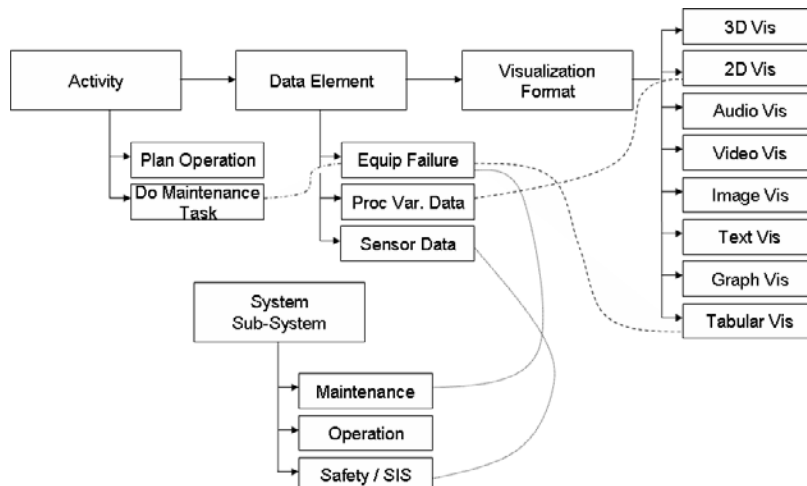 Activity
Data Element
Visualization
Format
3D Vis
2D Vis
Audio Vis
Video Vis
Image Vis
Text Vis
Graph Vis
Tabular Vis
Plan Operation
Do Maintenance
Task
Equip Failure
Proc Var. Data
Sensor Data
System
Sub-System
Maintenance
Operation
Safety / SIS